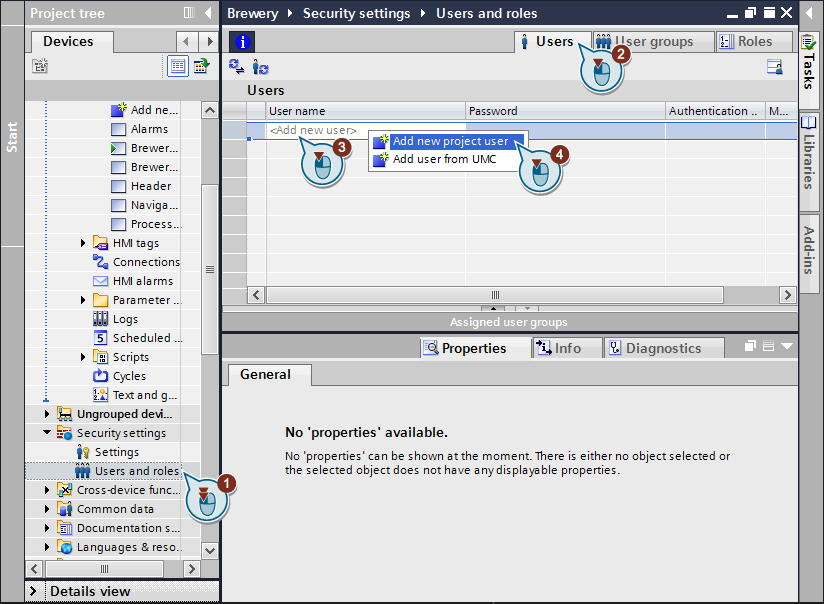 Project tree
Brewery
Security settings
Users and roles
Devices
i
Users
User groups
Roles
2
Start
Tasks
Libraries
Add-ins
Users
User name
Password
Authentication ..
M...
<Add new user>
Add new project user
Add user from UMC
3
4
Add ne...
Alarms
Brewer...
Brewer...
Header
Naviga...
Process...
HMI tags
Connections
HMI alarms
Parameter ...
Logs
Scheduled ...
Scripts
Cycles
Text and g...
Ungrouped devi...
Security settings
Settings
Users and roles
1
Cross-device func...
Common data
Documentation s...
Languages & reso...
Details view
Assigned user groups
Properties
Info
Diagnostics
General
No 'properties' available.
No 'properties' can be shown at the moment. There is either no object selected or
the selected object does not have any displayable properties.